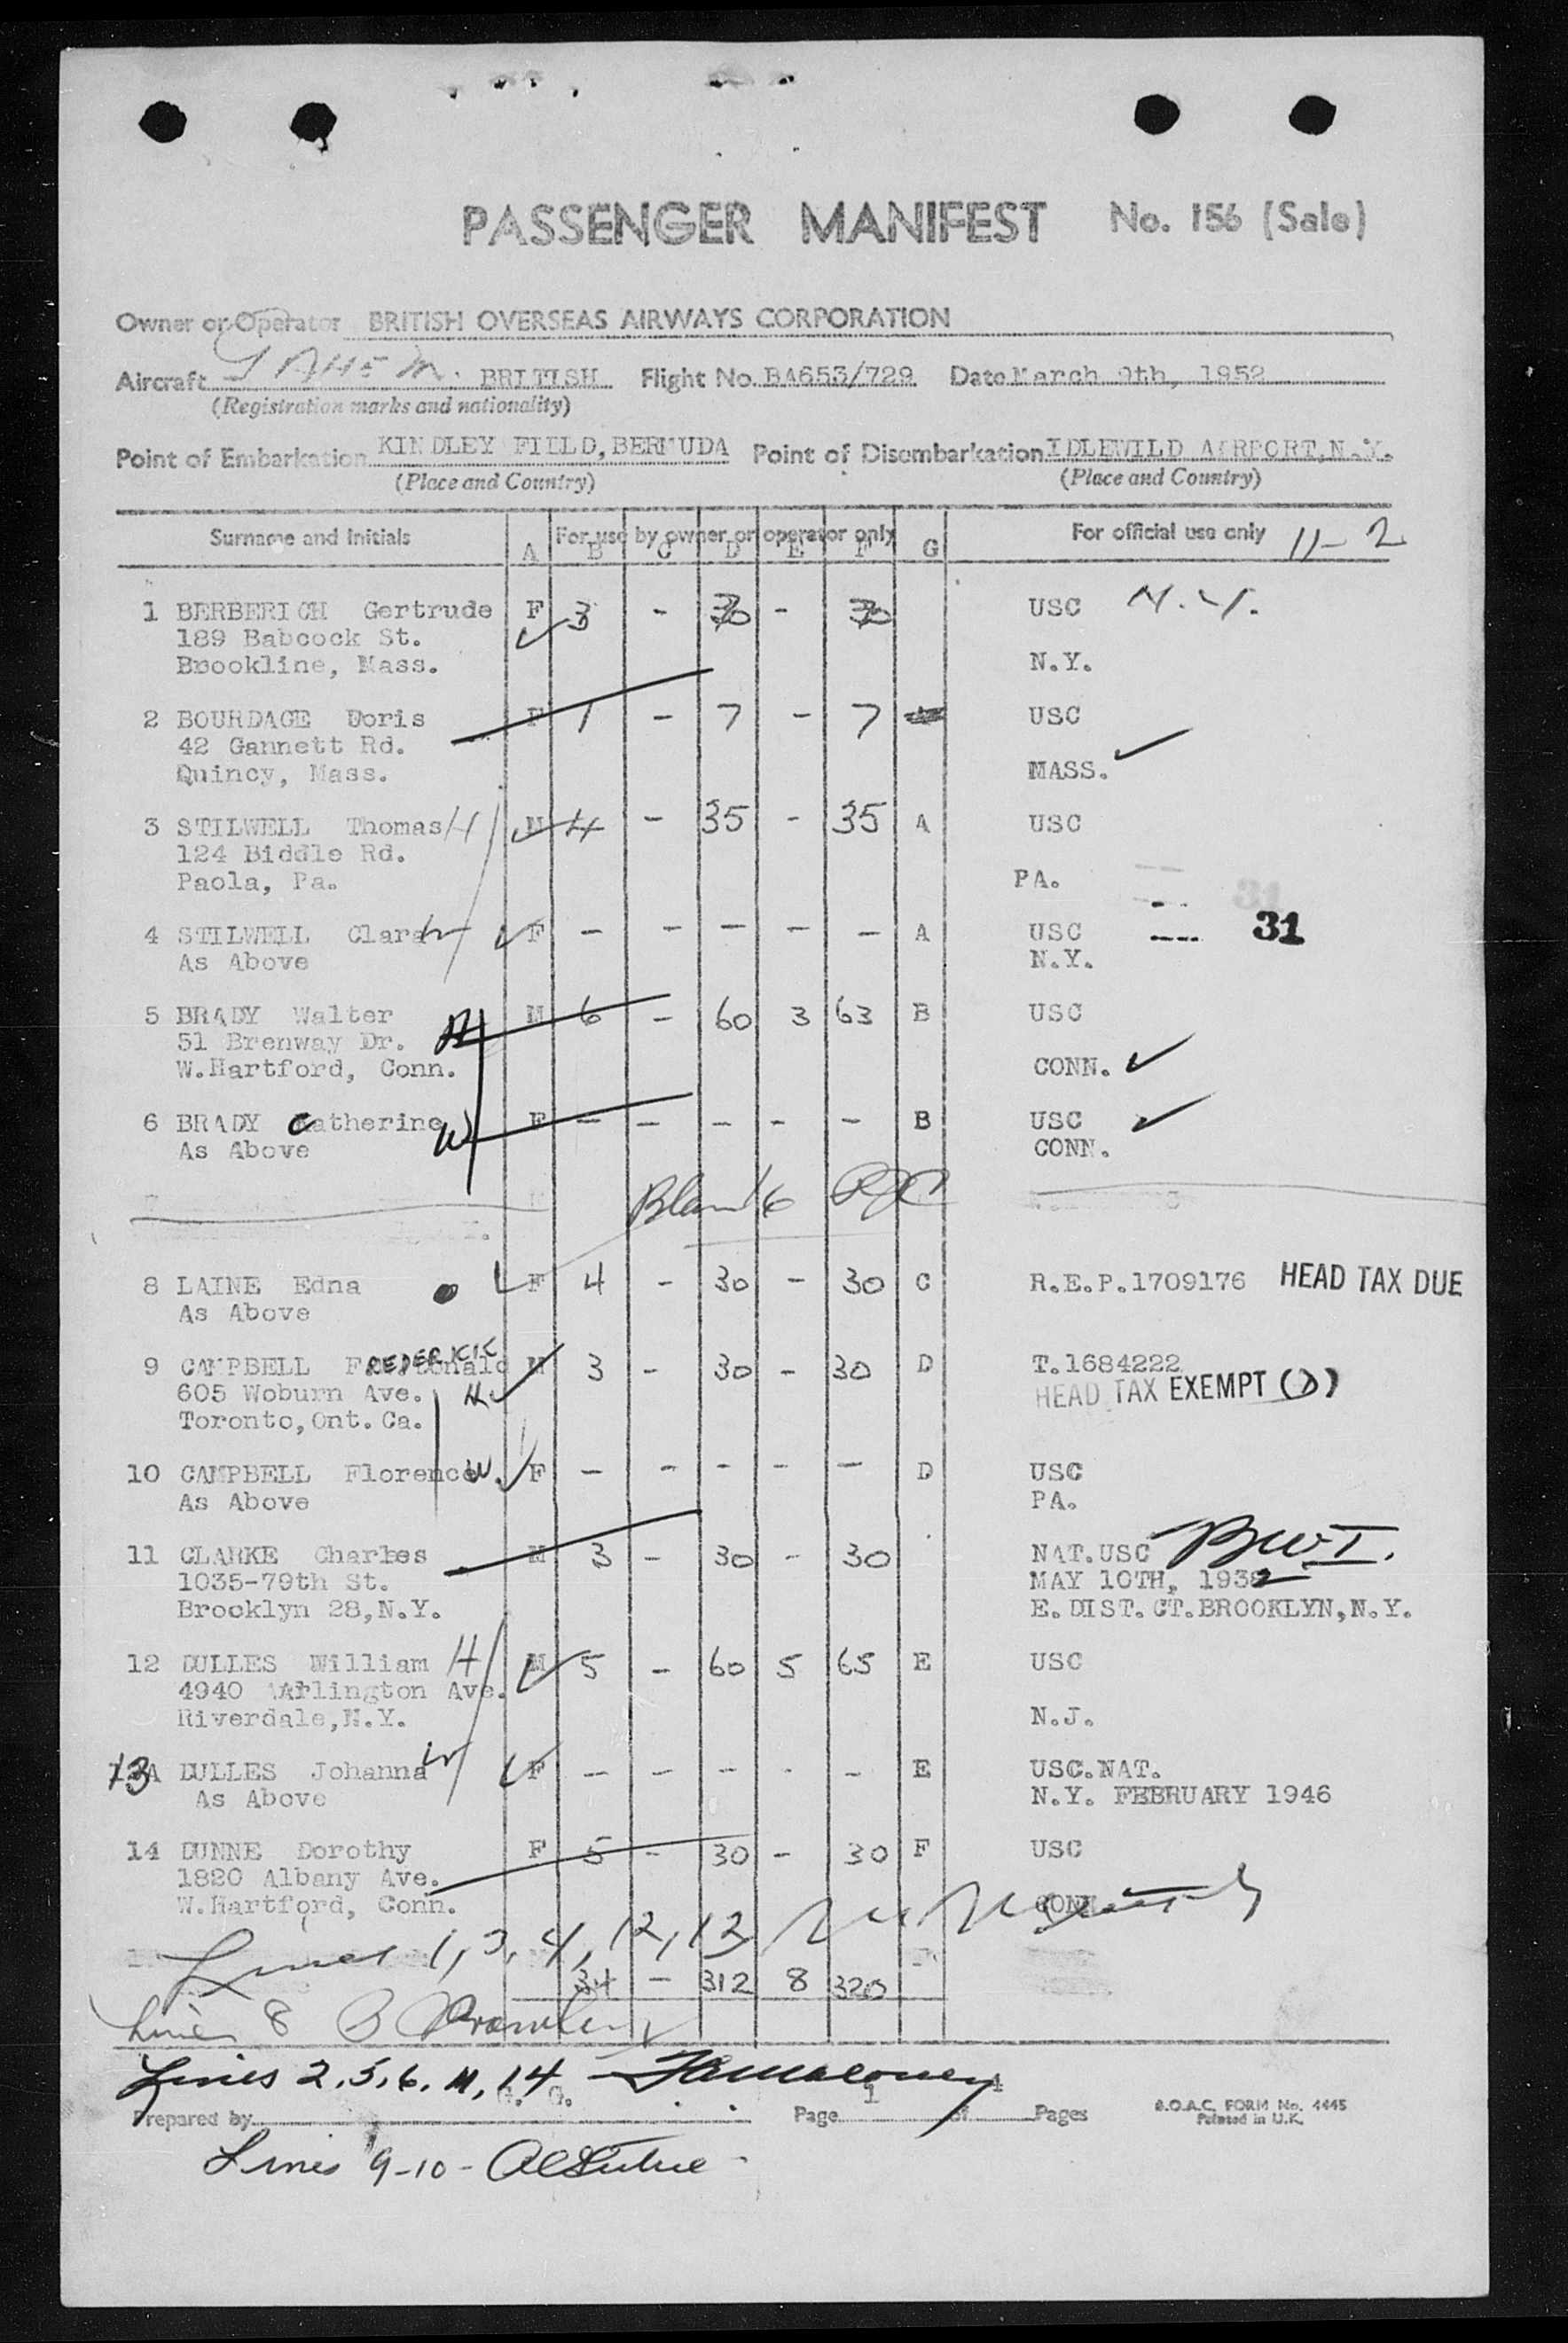 PASSENGER MANIFEST No. 156 (Sale)
Owner or Operator BRITISH OVERSEAS AIRWAYS CORPORATION
Aircraft GAHEM. BRITISH Flight No. BA653/729 Date March 9th, 1952
(Registration marks and nationality)
Point of Embarkation KINDLEY FIELD, BERMUDA Point of Disembarkation IDLEWILD AIRPORT, N.Y.
(Place and Country) (Place and Country)
Surname and Initials For use by owner or operator only For official use only 11-2
A B C D E F G
1 BERBERICH Gertrude F 3 - 30 - 30 USC N.Y.
189 Babcock St.
Brookline, Mass. N.Y.
2 BOURDAGE Doris F 1 - 7 - 7 USC
42 Gannett Rd.
Quincy, Mass. MASS.
3 STILWELL Thomas H M 4 - 35 - 35 A USC
124 Biddle Rd.
Paola, Pa. PA.
31
4 STILWELL Clara W F - - - - - A USC 31
As Above N.Y.
5 BRADY Walter M 6 - 60 3 63 B USC
51 Brenway Dr. H
W.Hartford, Conn. CONN.
6 BRADY Catherine W F - - - - - B USC
As Above CONN.
Blank
8 LAINE Edna F 4 - 30 - 30 C R.E.P.1709176 HEAD TAX DUE
As Above
9 CAMPBELL FREDERICK M 3 - 30 - 30 D T.1684222
605 Woburn Ave. H HEAD TAX EXEMPT (D)
Toronto,Ont.Ca.
10 CAMPBELL Florence W. F - - - - - D USC
As Above PA.
11 CLARKE Charles M 3 - 30 - 30 NAT.USC BWI.
1035-79th St. MAY 10TH, 1932
Brooklyn 28,N.Y. E.DIST.CT.BROOKLYN,N.Y.
12 DULLES William H M 5 - 60 5 65 E USC
4940 Arlington Ave.
Riverdale,N.Y. N.J.
13 DULLES Johanna W F - - - - - E USC.NAT.
As Above N.Y. FEBRUARY 1946
14 DUNNE Dorothy F 5 - 30 - 30 F USC
1820 Albany Ave.
W.Hartford, Conn. CONN.
Lines 1, 3, 4, 12, 13
34 - 312 8 320
Line 8
Lines 2, 5, 6, 11, 14
Prepared by G. G. Page 1 of 4 Pages B.O.A.C. FORM No. 4445
Printed in U.K.
Lines 9-10 -